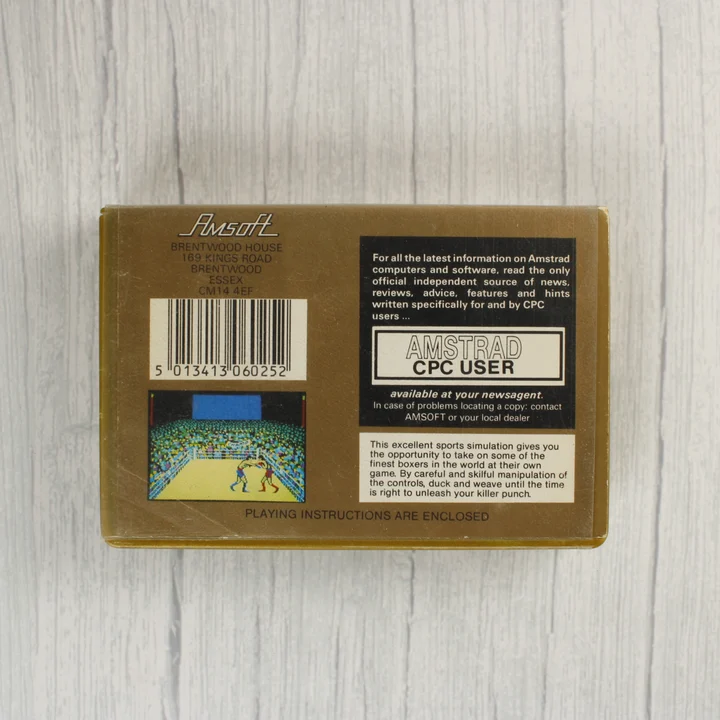 Amsoft
BRENTWOOD HOUSE
169 KINGS ROAD
BRENTWOOD
ESSEX
CM14 4EF
5 013413 060252
For all the latest information on Amstrad
computers and software, read the only
official independent source of news,
reviews, advice, features and hints
written specifically for and by CPC
users ...
AMSTRAD
CPC USER
available at your newsagent.
In case of problems locating a copy: contact
AMSOFT or your local dealer
This excellent sports simulation gives you
the opportunity to take on some of the
finest boxers in the world at their own
game. By careful and skilful manipulation of
the controls, duck and weave until the time
is right to unleash your killer punch.
PLAYING INSTRUCTIONS ARE ENCLOSED